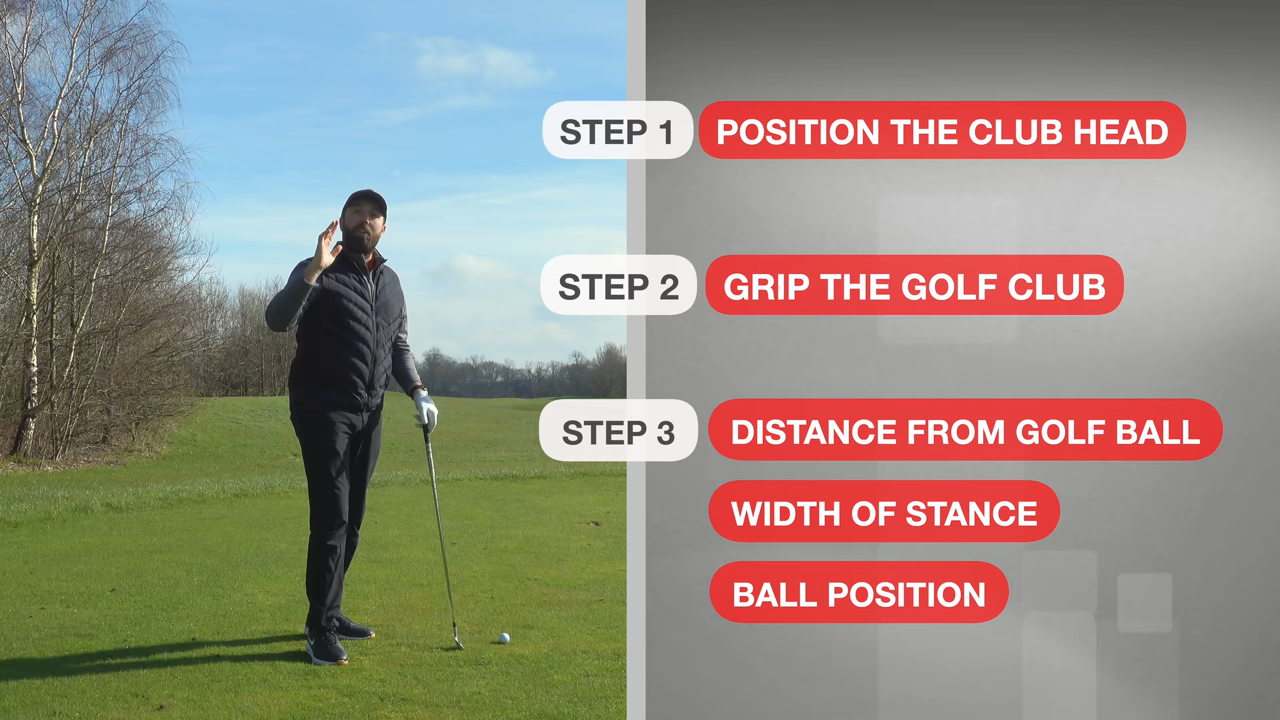 STEP 1 POSITION THE CLUB HEAD
STEP 2 GRIP THE GOLF CLUB
STEP 3 DISTANCE FROM GOLF BALL
WIDTH OF STANCE
BALL POSITION